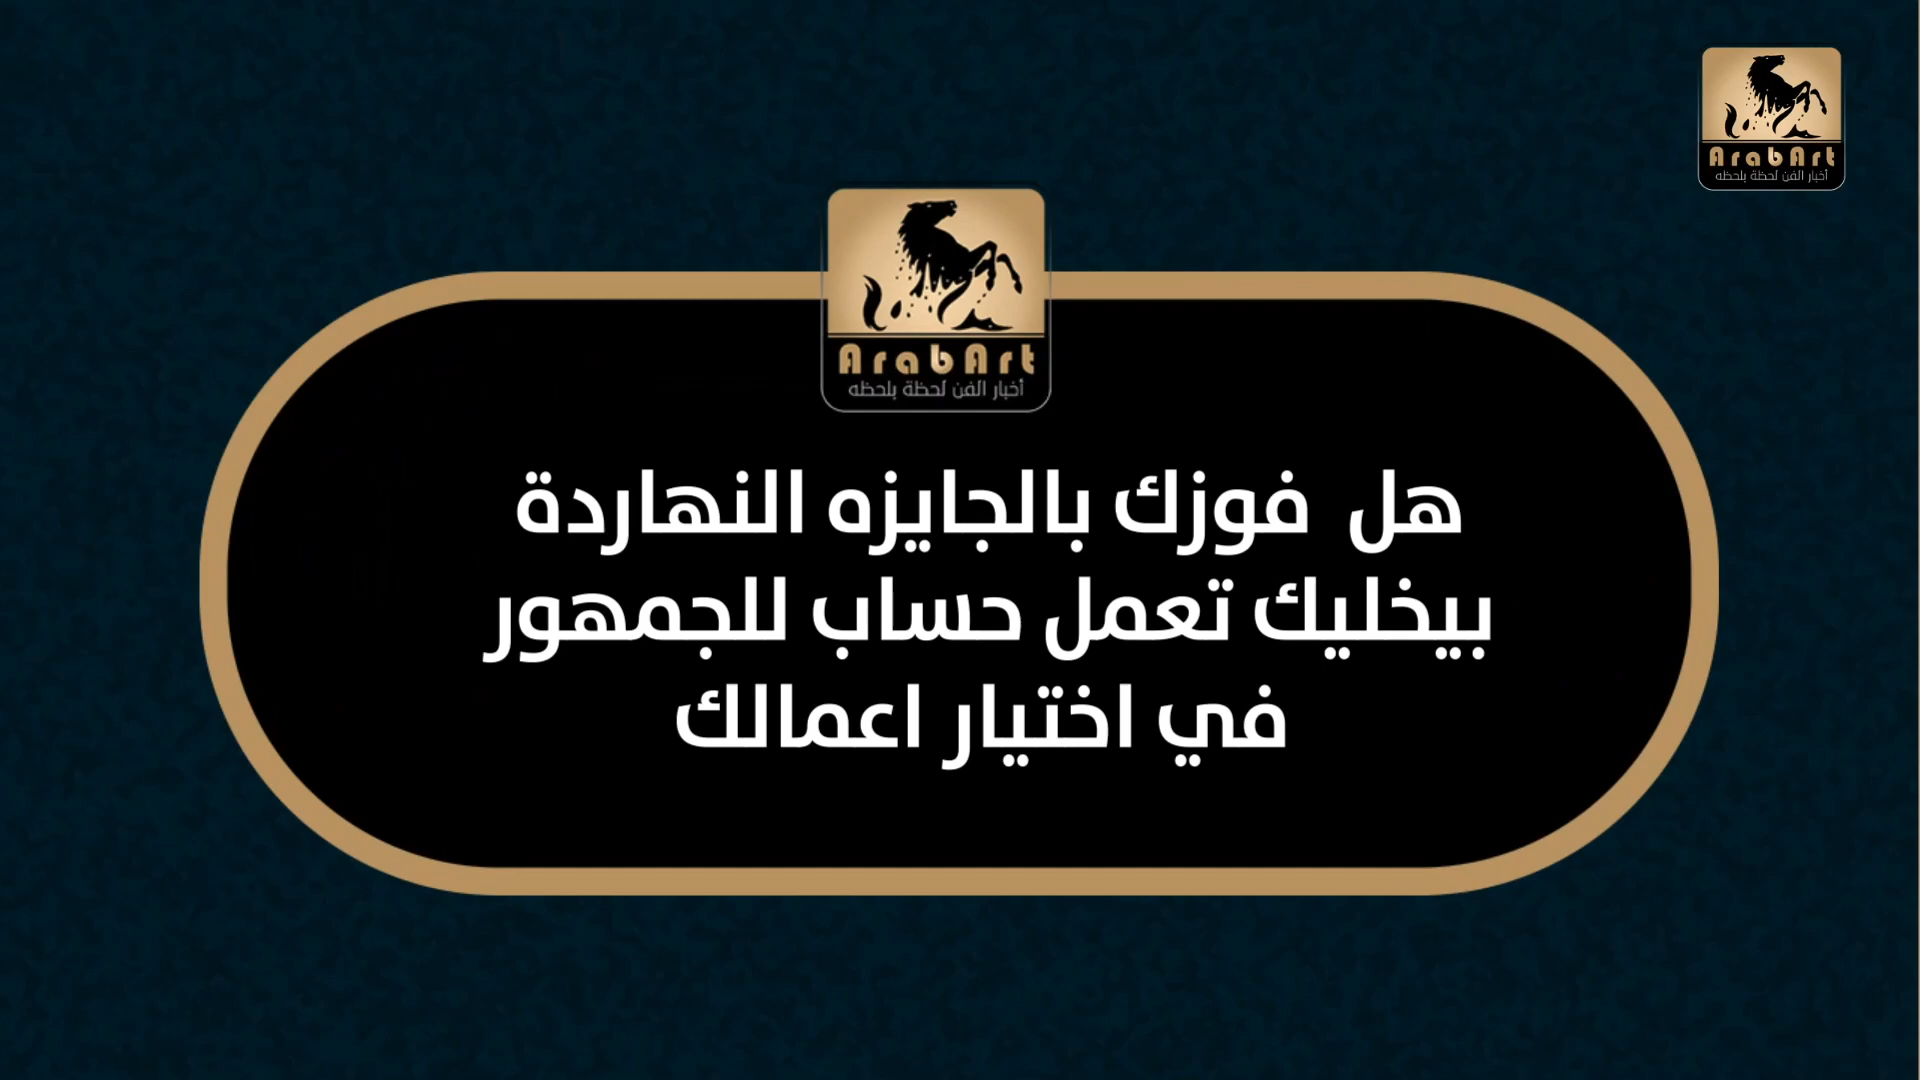 ArabArt
أخبار الفن لحظة بلحظه
ArabArt
أخبار الفن لحظة بلحظه
هل فوزك بالجايزه النهاردة
بيخليك تعمل حساب للجمهور
في اختيار اعمالك